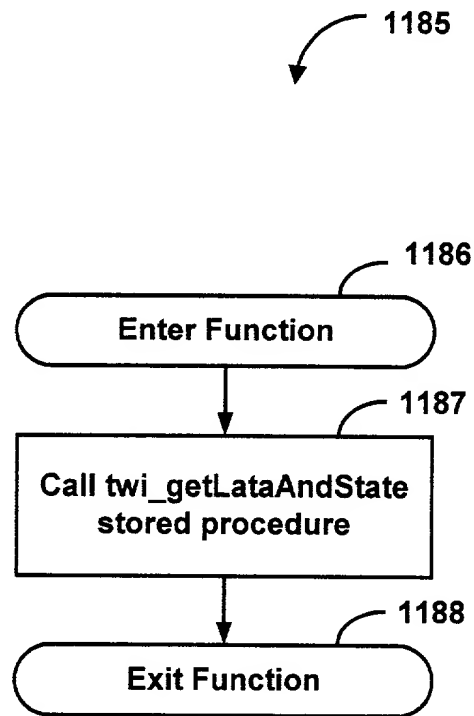 1185
1186
Enter Function
1187
Call twi_getLataAndState
stored procedure
1188
Exit Function